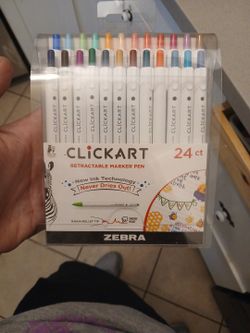 CLiCKART
RETRACTABLE MARKER PEN
24 ct
New Ink Technology
Never Dries Out!
ZEBRA